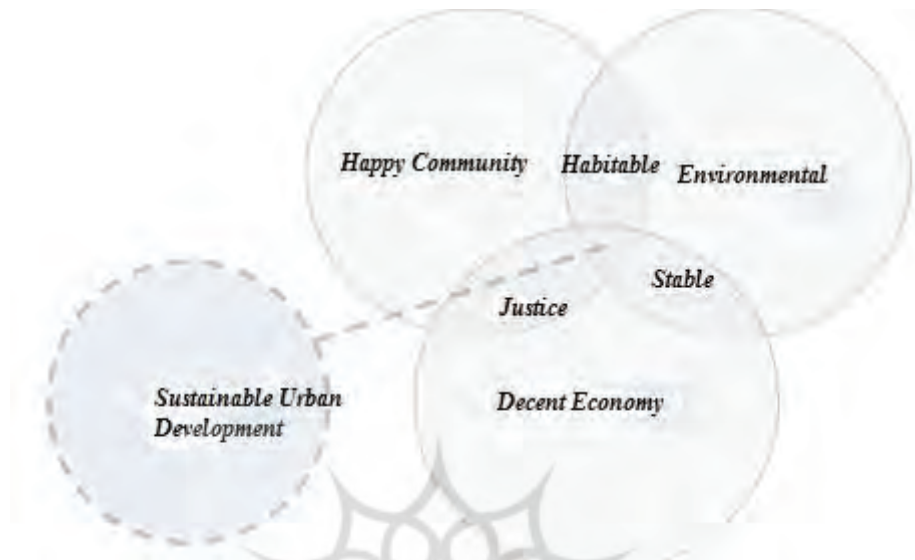 Happy Community
Habitable
Environmental
Stable
Justice
Sustainable Urban
Development
Decent Economy